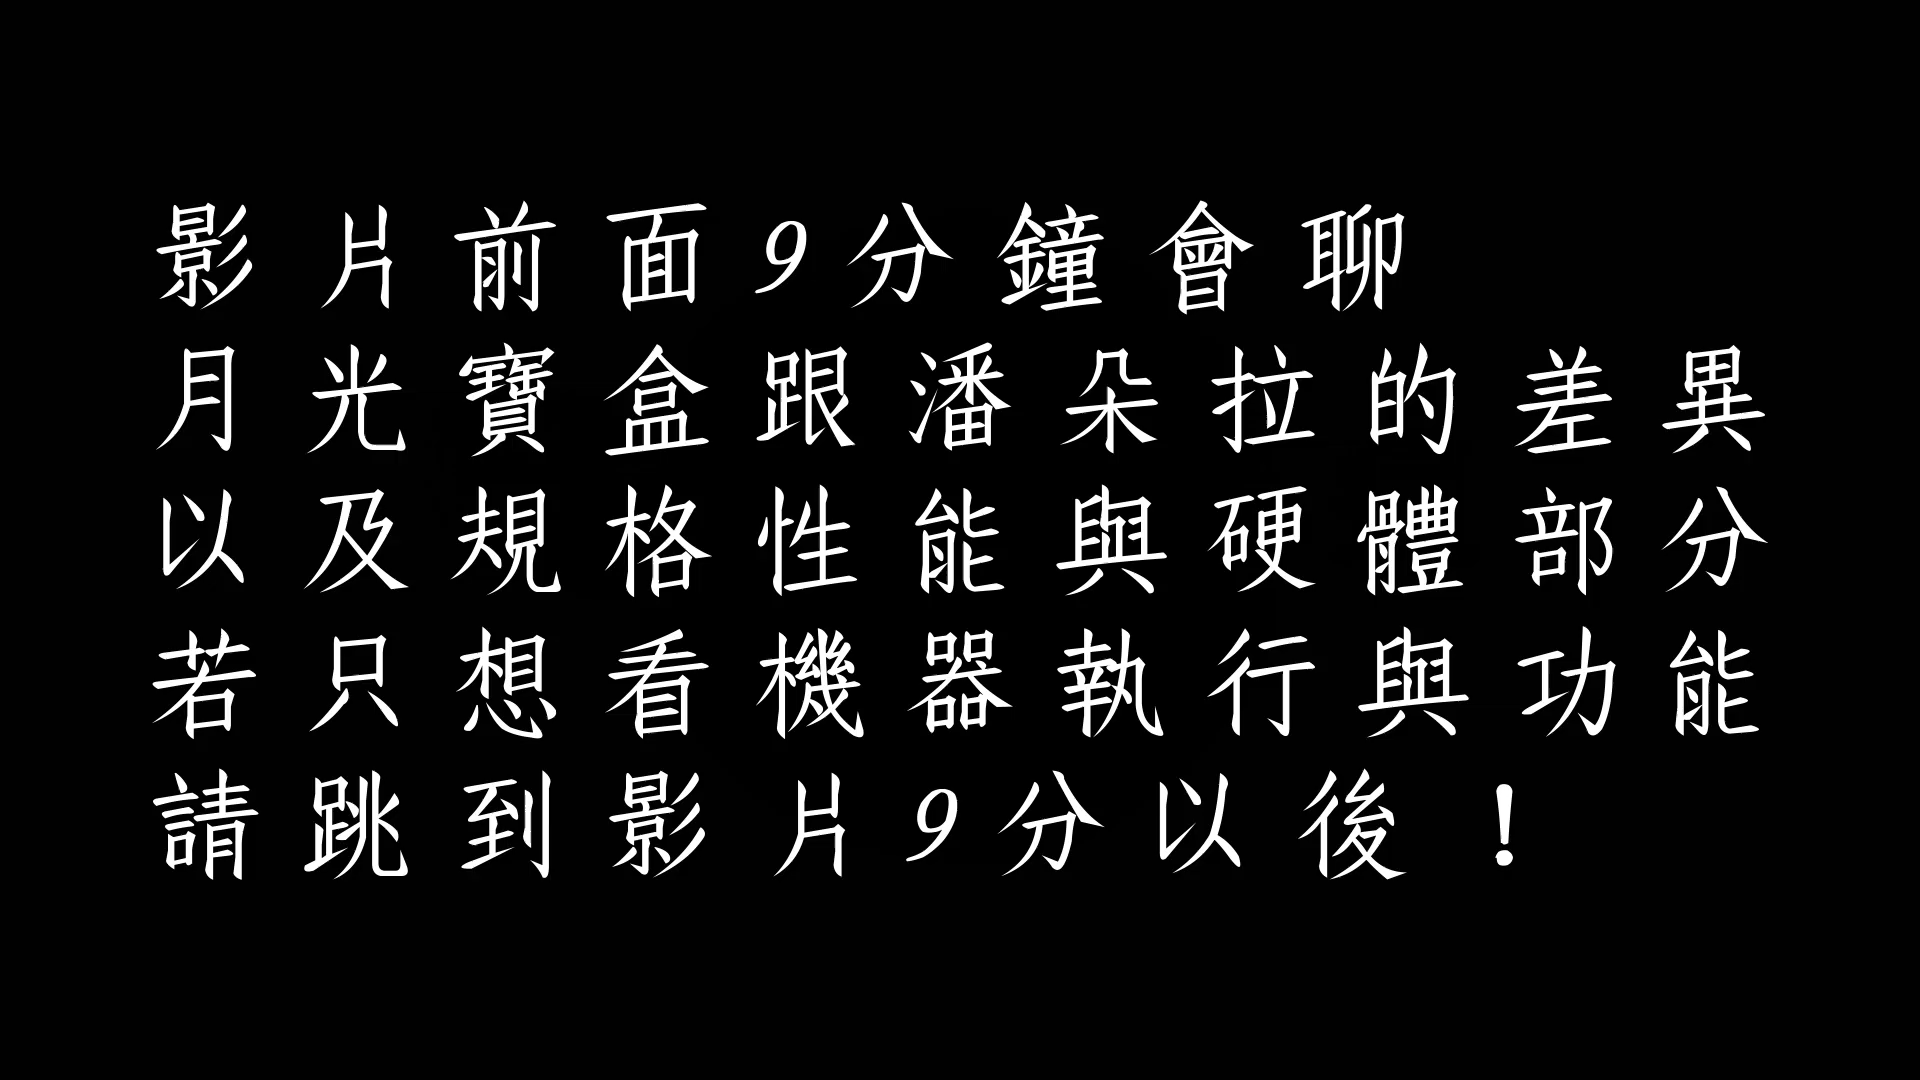 影片前面9分鐘會聊
月光寶盒跟潘朵拉的差異
以及規格性能與硬體部分
若只想看機器執行與功能
請跳到影片9分以後！